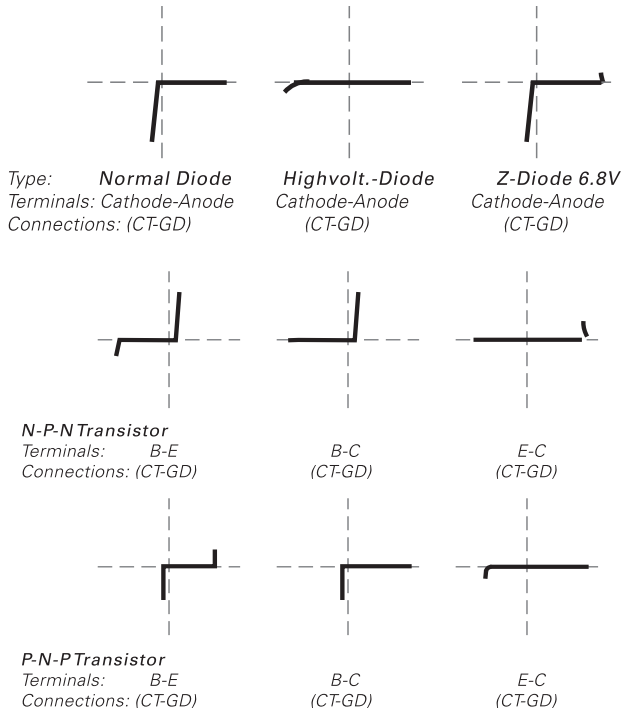 Type: Normal Diode Highvolt.-Diode Z-Diode 6.8V
Terminals: Cathode-Anode Cathode-Anode Cathode-Anode
Connections: (CT-GD) (CT-GD) (CT-GD)
N-P-N Transistor
Terminals: B-E B-C E-C
Connections: (CT-GD) (CT-GD) (CT-GD)
P-N-P Transistor
Terminals: B-E B-C E-C
Connections: (CT-GD) (CT-GD) (CT-GD)